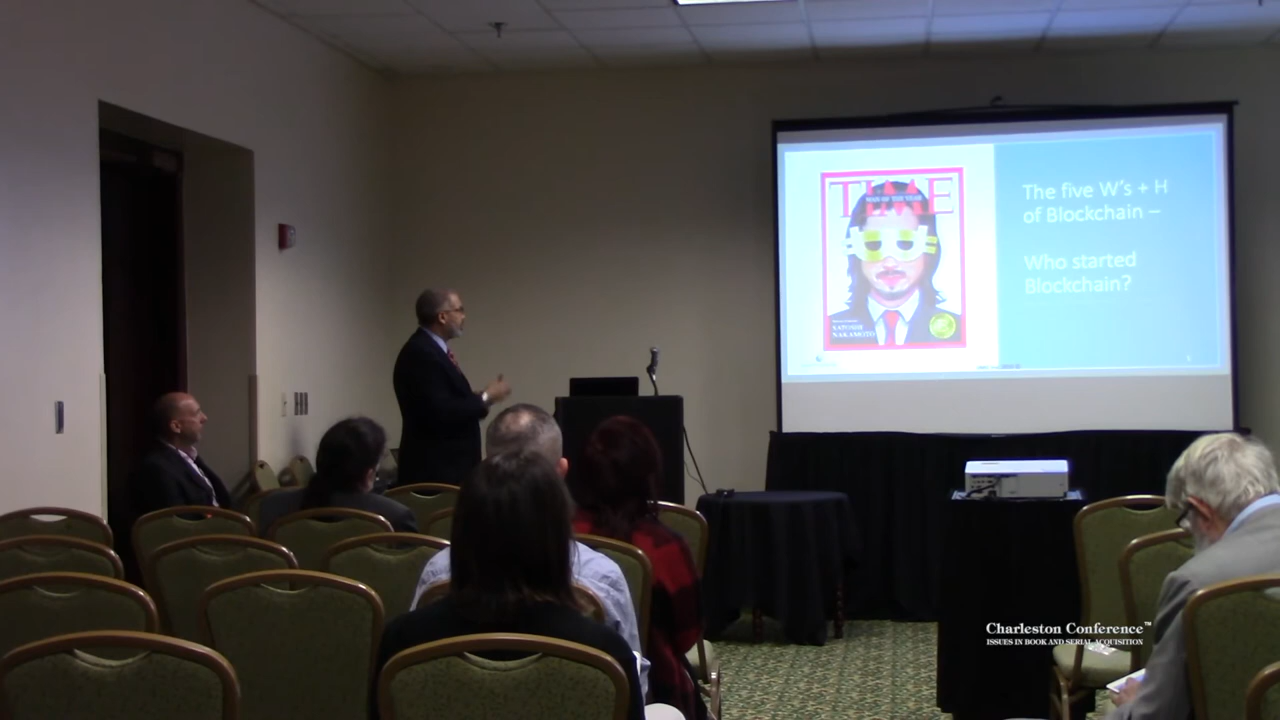 TIME
MAN OF THE YEAR
SATOSHI
NAKAMOTO
The five W's + H
of Blockchain –
Who started
Blockchain?
Charleston Conference™
ISSUES IN BOOK AND SERIAL ACQUISITION